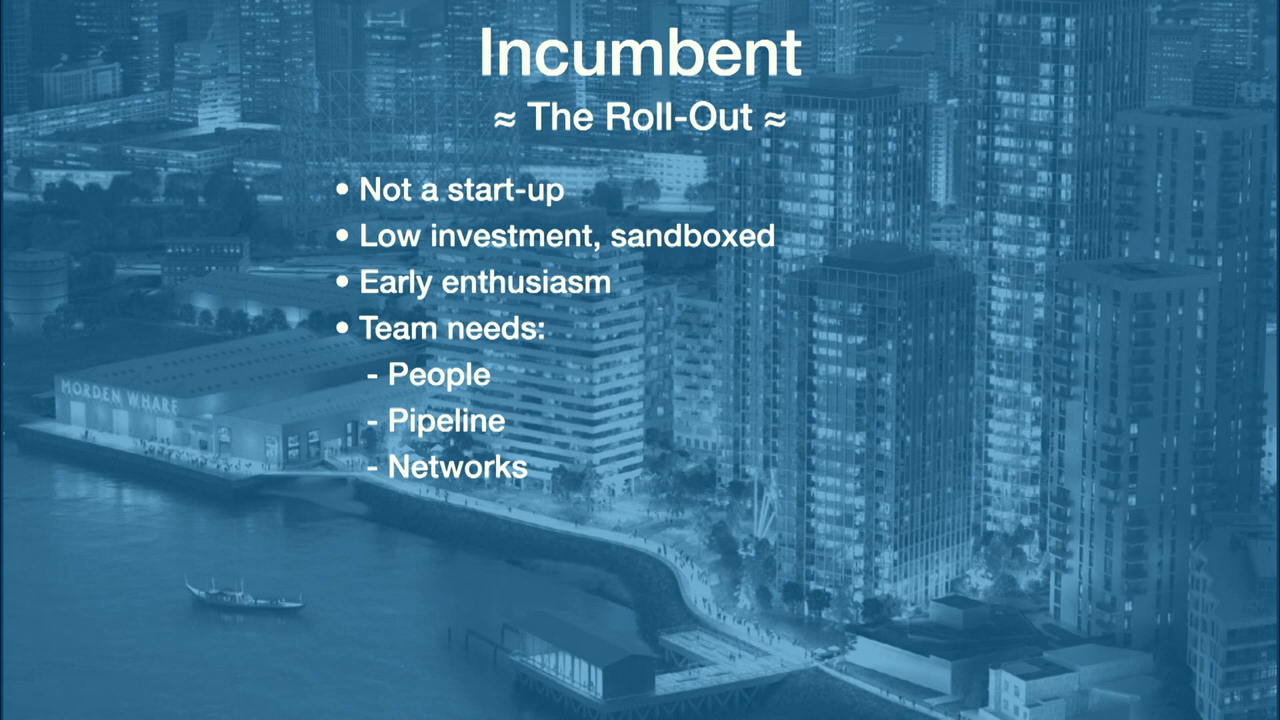 Incumbent
≈ The Roll-Out ≈
• Not a start-up
• Low investment, sandboxed
• Early enthusiasm
• Team needs:
- People
- Pipeline
- Networks
MORDEN WHARF